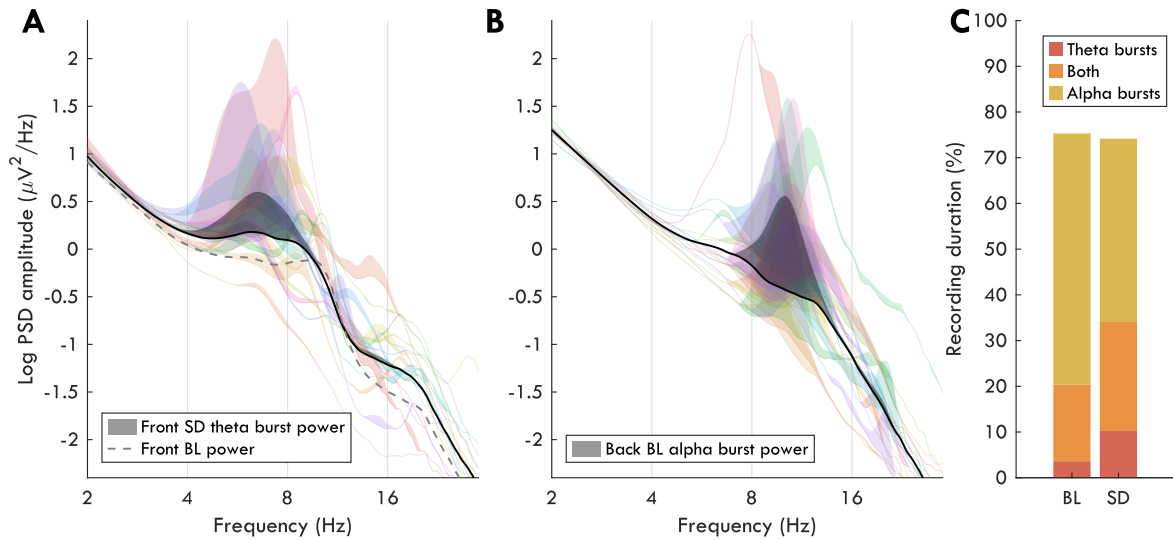 A
Log PSD amplitude (μV²/Hz)
2
1.5
1
0.5
0
-0.5
-1
-1.5
-2
Front SD theta burst power
Front BL power
2
4
8
16
Frequency (Hz)
B
2
1.5
1
0.5
0
-0.5
-1
-1.5
-2
Back BL alpha burst power
2
4
8
16
Frequency (Hz)
C
Recording duration (%)
100
90
80
70
60
50
40
30
20
10
0
Theta bursts
Both
Alpha bursts
BL
SD